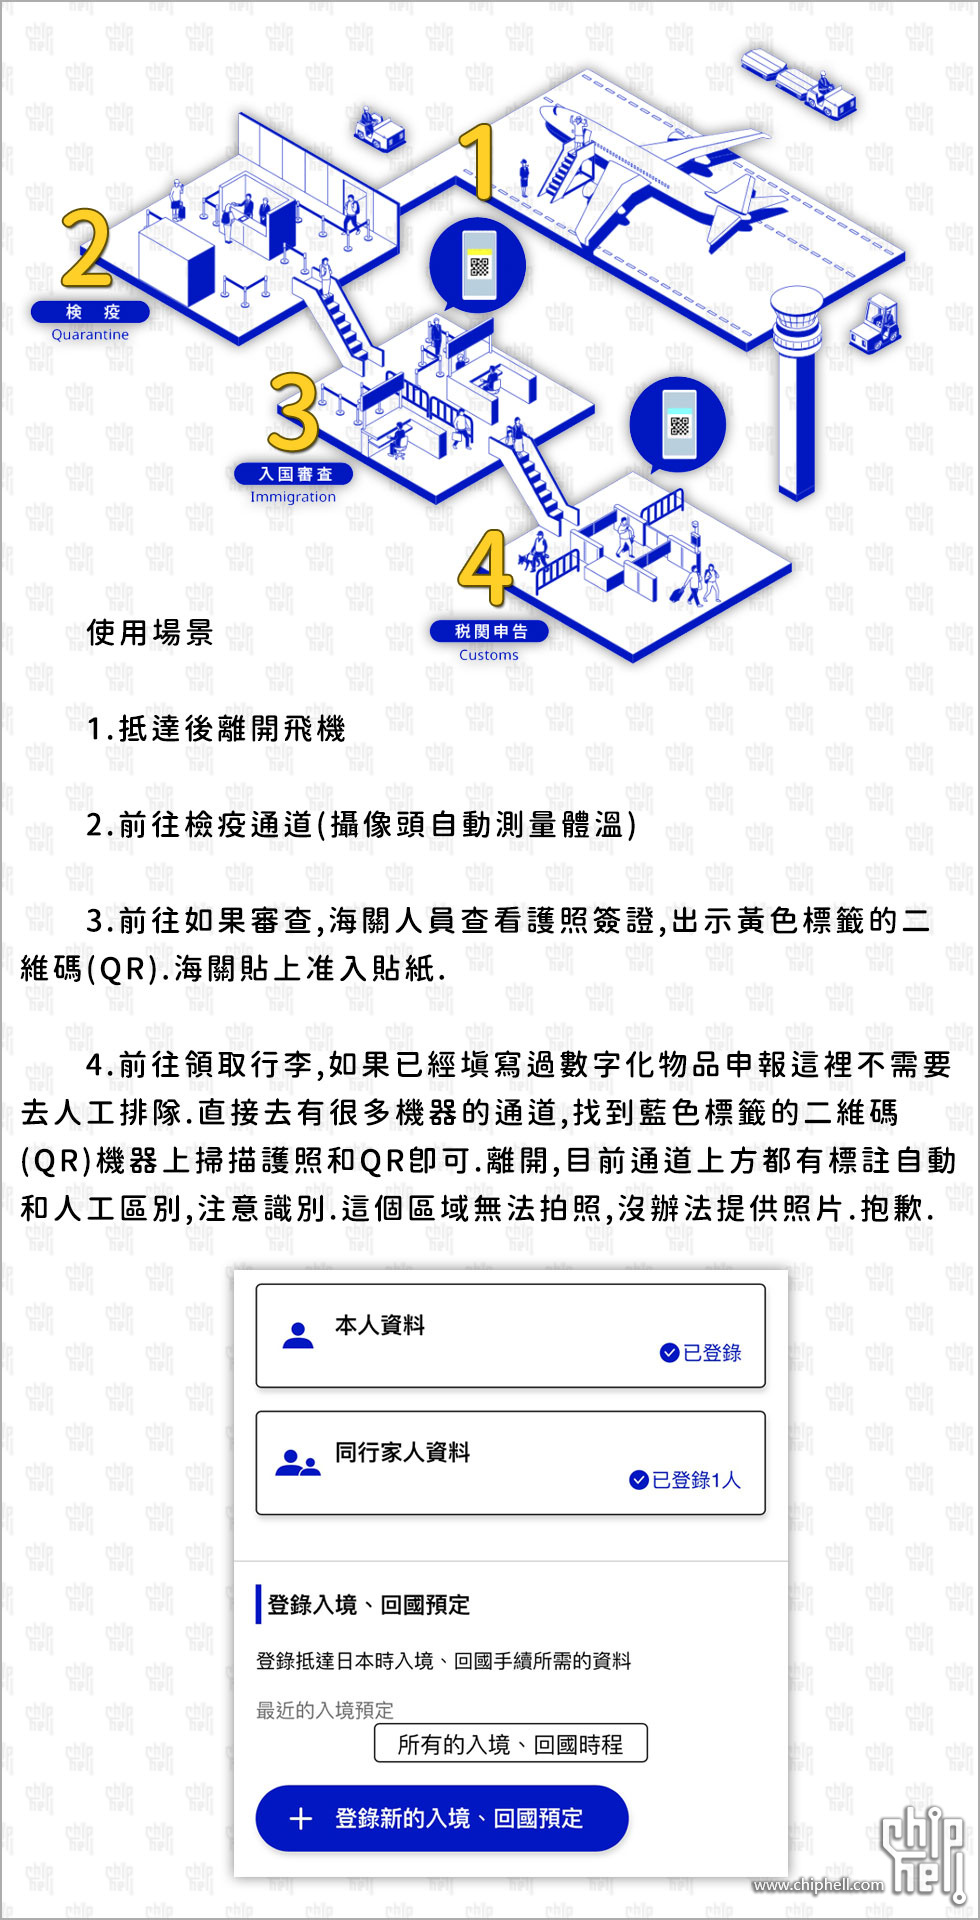 1
2
検 疫
Quarantine
3
入国審査
Immigration
4
税関申告
Customs
使用場景
1.抵達後離開飛機
2.前往檢疫通道(攝像頭自動測量體溫)
3.前往如果審查,海關人員查看護照簽證,出示黃色標籤的二
維碼(QR).海關貼上准入貼紙.
4.前往領取行李,如果已經填寫過數字化物品申報這裡不需要
去人工排隊.直接去有很多機器的通道,找到藍色標籤的二維碼
(QR)機器上掃描護照和QR即可.離開,目前通道上方都有標註自動
和人工區別,注意識別.這個區域無法拍照,沒辦法提供照片.抱歉.
本人資料
已登錄
同行家人資料
已登錄1人
登錄入境、回國預定
登錄抵達日本時入境、回國手續所需的資料
最近的入境預定
所有的入境、回國時程
+ 登錄新的入境、回國預定
chip
hell
www.chiphell.com